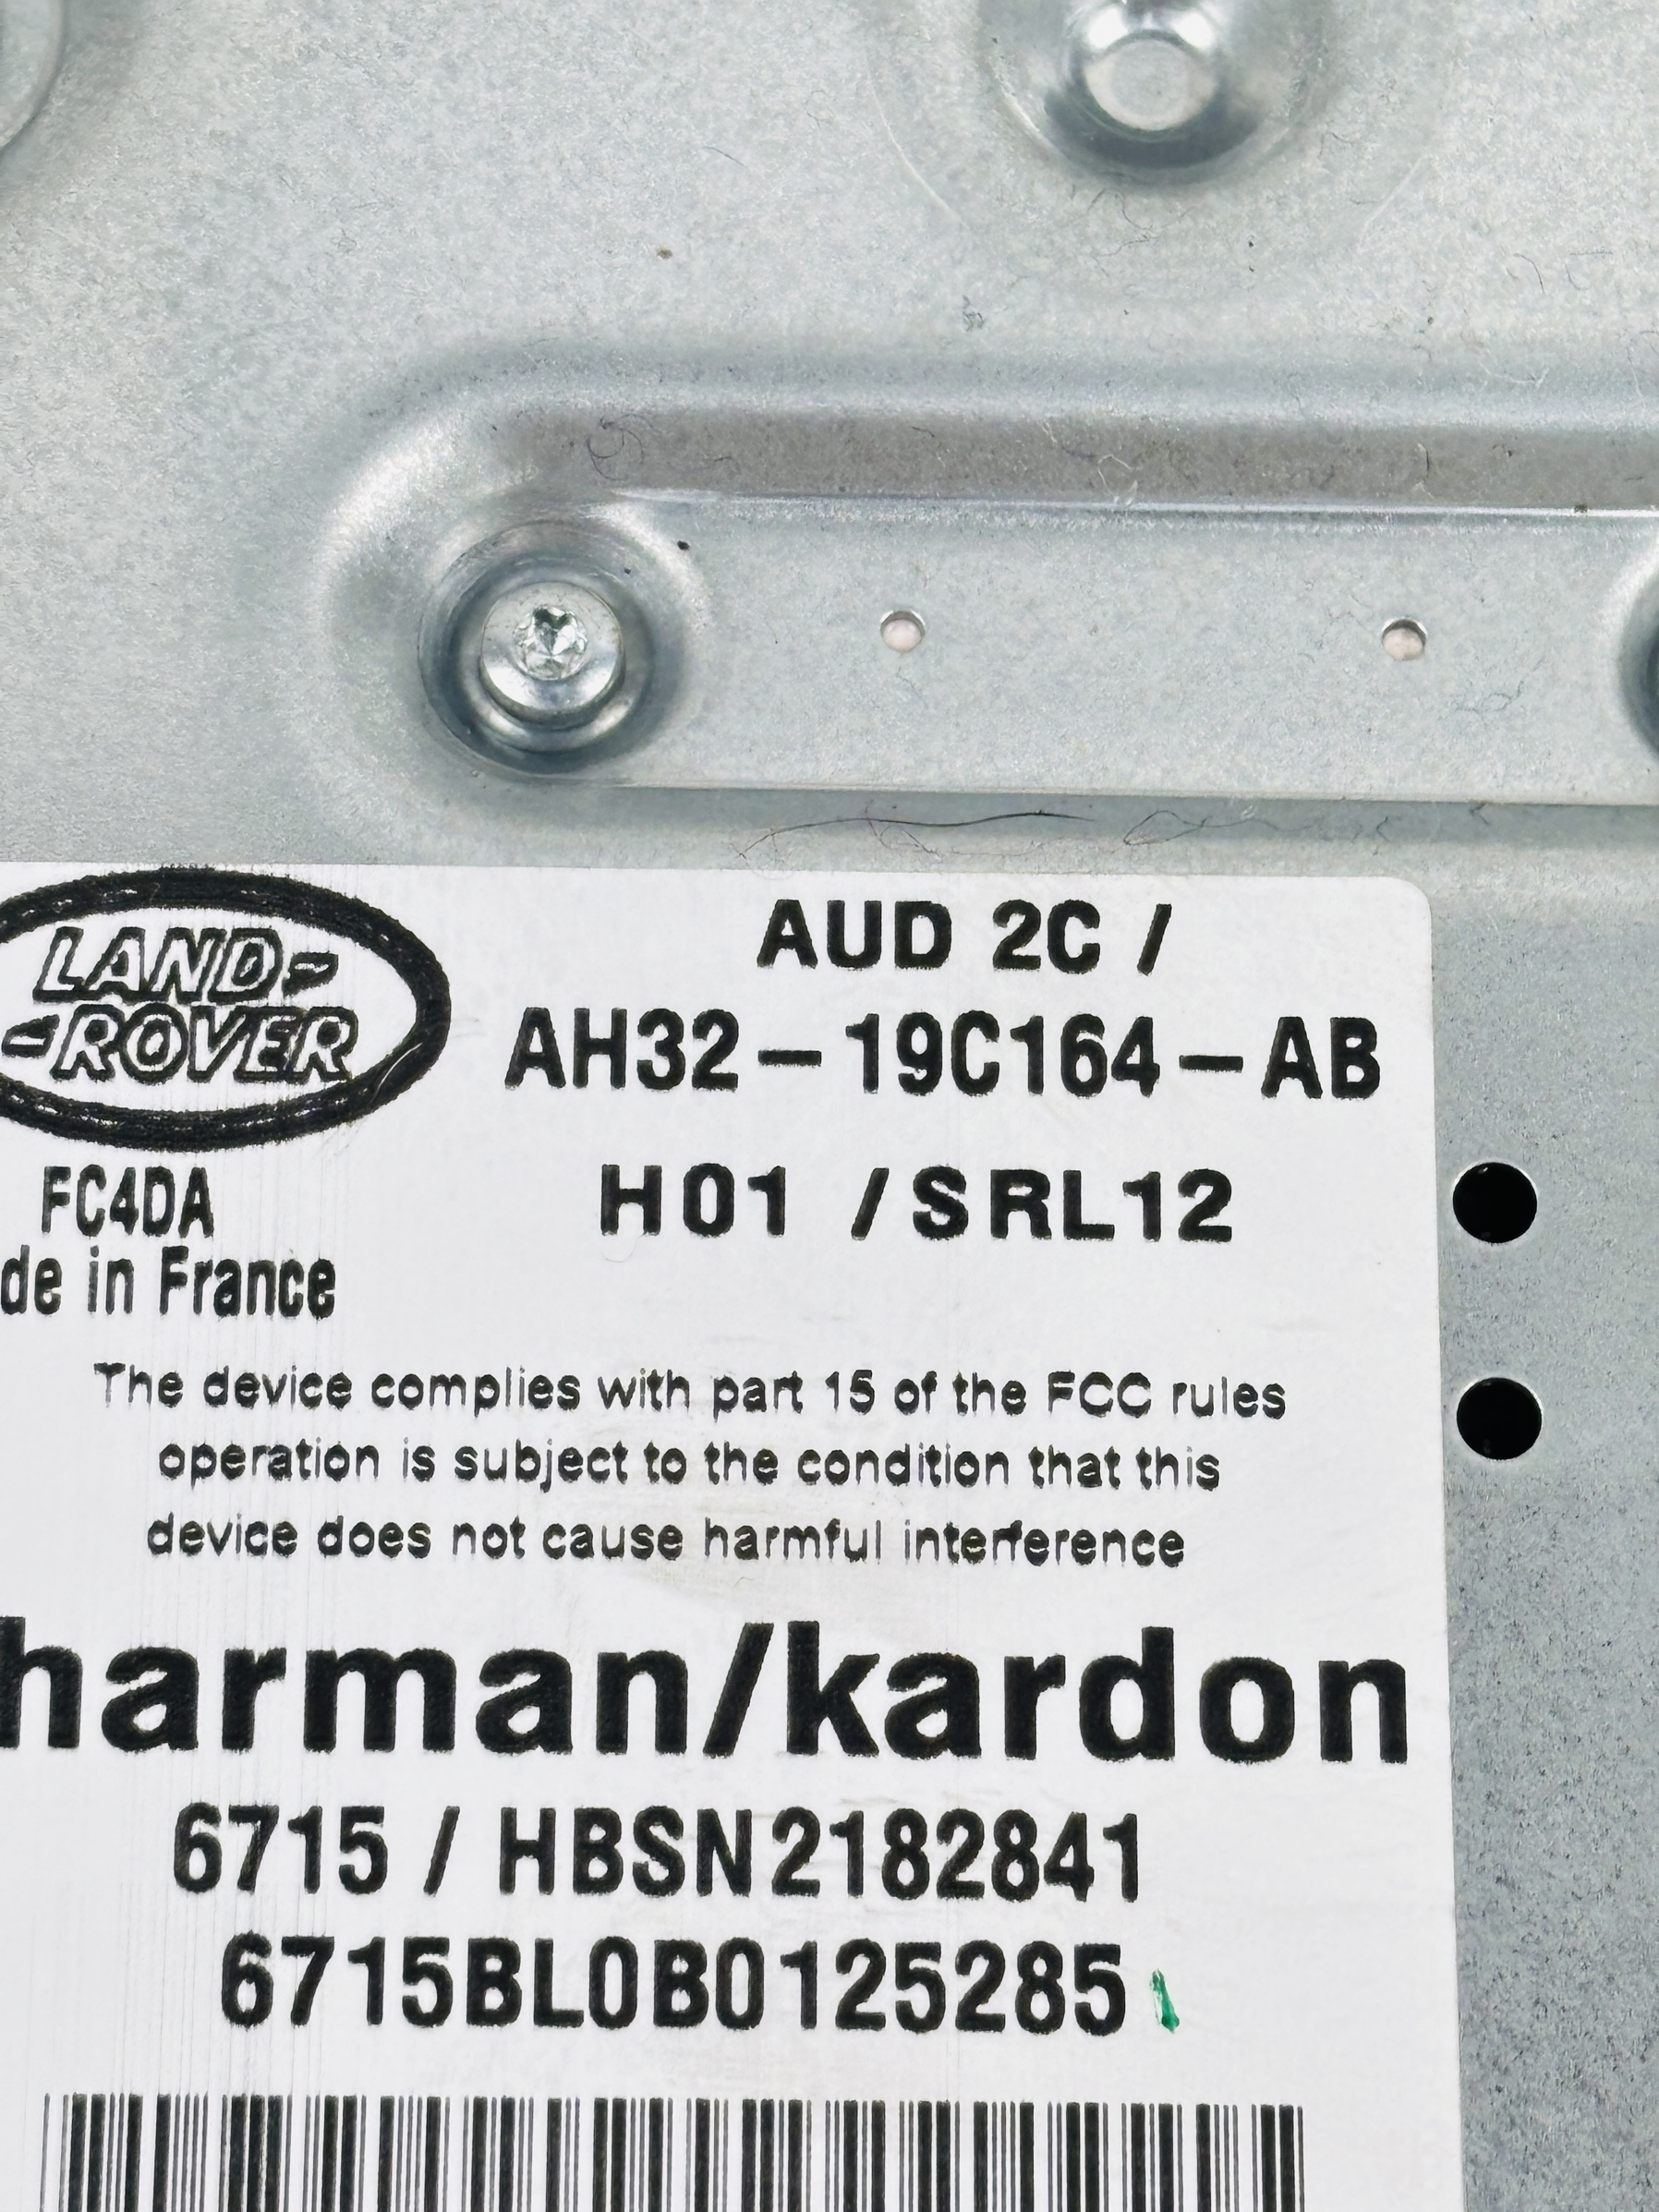 AUD 2C /
LAND-
-ROVER
AH32-19C164-AB
FC4DA
H01 /SRL12
de in France
The device complies with part 15 of the FCC rules
operation is subject to the condition that this
device does not cause harmful interference
harman/kardon
6715 / HBSN2182841
6715BL0B0125285